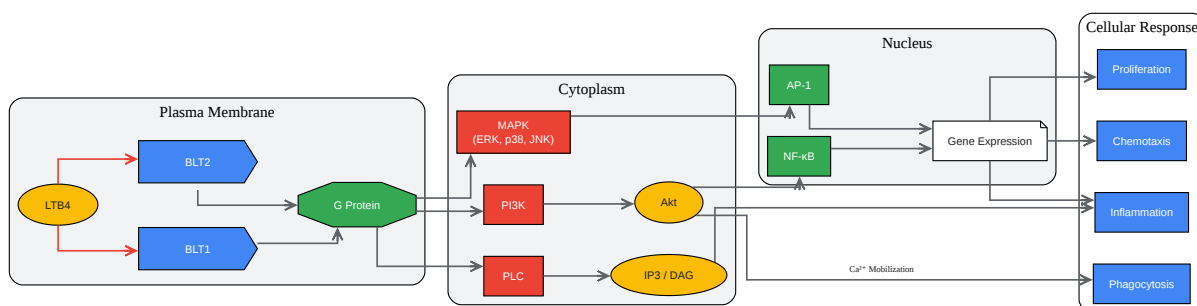 Cellular Response
Nucleus
Proliferation
AP-1
Cytoplasm
Plasma Membrane
MAPK
(ERK, p38, JNK)
Chemotaxis
Gene Expression
NF-κB
BLT2
LTB4
G Protein
PI3K
Akt
Inflammation
BLT1
PLC
IP3 / DAG
Ca²⁺ Mobilization
Phagocytosis